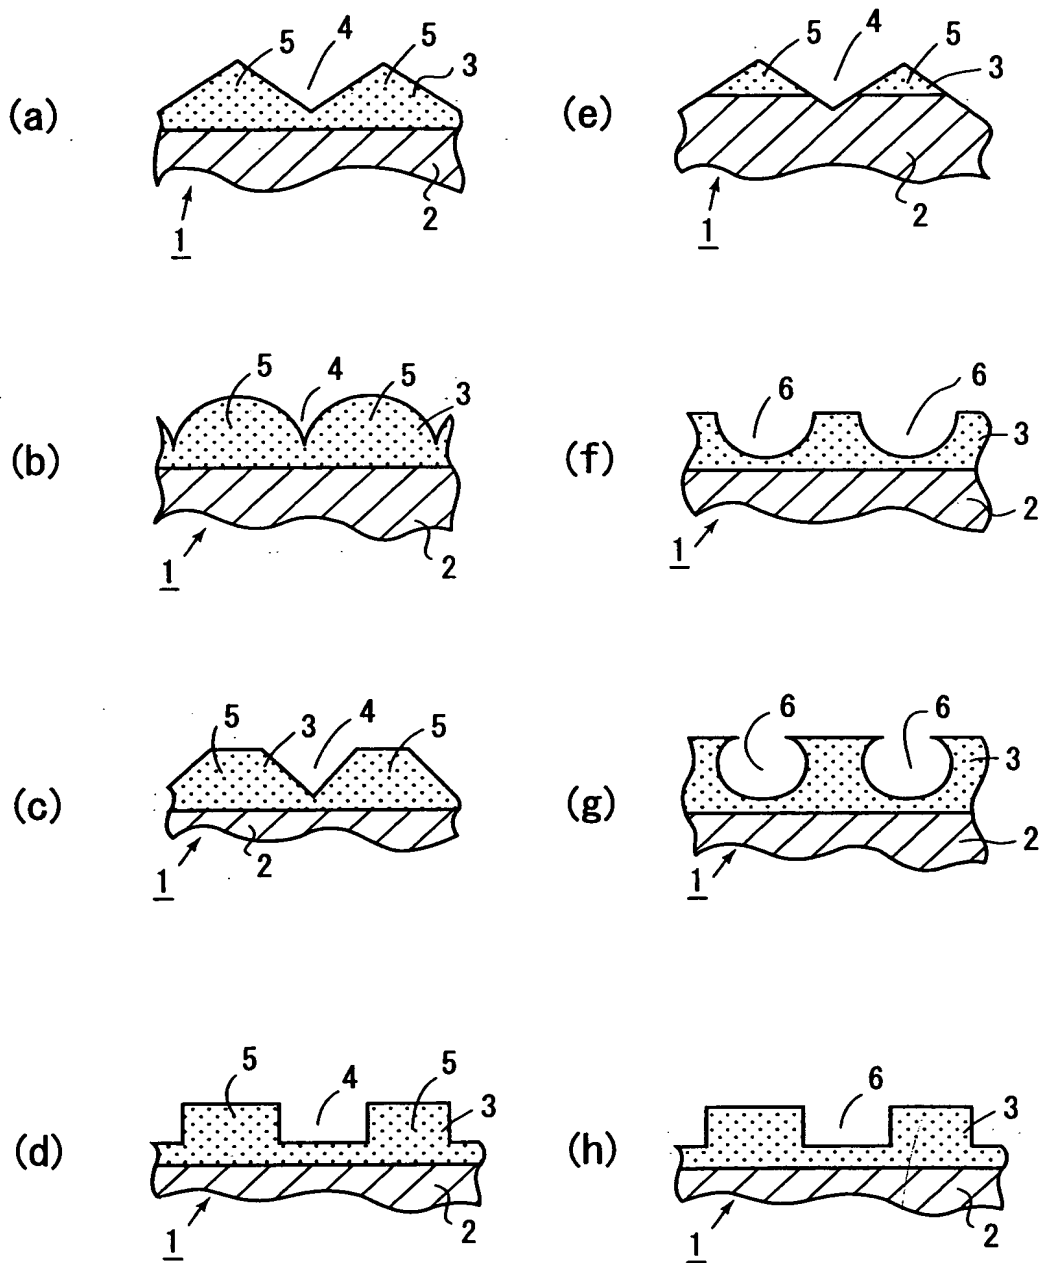 (a) 5 4 5 3 2 1
(e) 5 4 5 3 2 1
(b) 5 4 5 3 2 1
(f) 6 6 3 2 1
(c) 5 3 4 5 2 1
(g) 6 6 3 2 1
(d) 5 4 5 3 2 1
(h) 6 3 2 1